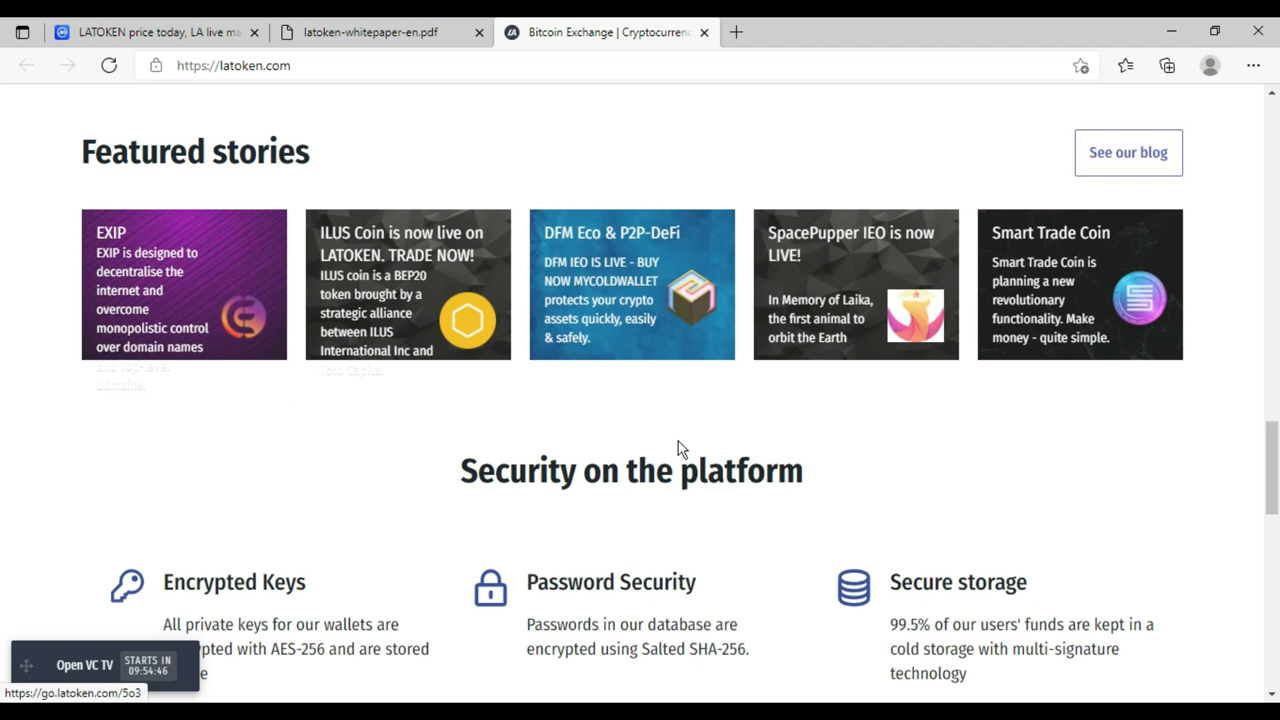 LATOKEN price today, LA live ma
latoken-whitepaper-en.pdf
Bitcoin Exchange | Cryptocurren
https://latoken.com
Featured stories
See our blog
EXIP
EXIP is designed to
decentralise the
internet and
overcome
monopolistic control
over domain names
and top-level
domains.
ILUS Coin is now live on
LATOKEN. TRADE NOW!
ILUS coin is a BEP20
token brought by a
strategic alliance
between ILUS
International Inc and
DFM Eco & P2P-DeFi
DFM IEO IS LIVE - BUY
NOW MYCOLDWALLET
protects your crypto
assets quickly, easily
& safely.
SpacePupper IEO is now
LIVE!
In Memory of Laika,
the first animal to
orbit the Earth
Smart Trade Coin
Smart Trade Coin is
planning a new
revolutionary
functionality. Make
money - quite simple.
Security on the platform
Encrypted Keys
All private keys for our wallets are
ypted with AES-256 and are stored
e
Password Security
Passwords in our database are
encrypted using Salted SHA-256.
Secure storage
99.5% of our users' funds are kept in a
cold storage with multi-signature
technology
Open VC TV
STARTS IN
09:54:46
https://go.latoken.com/5o3